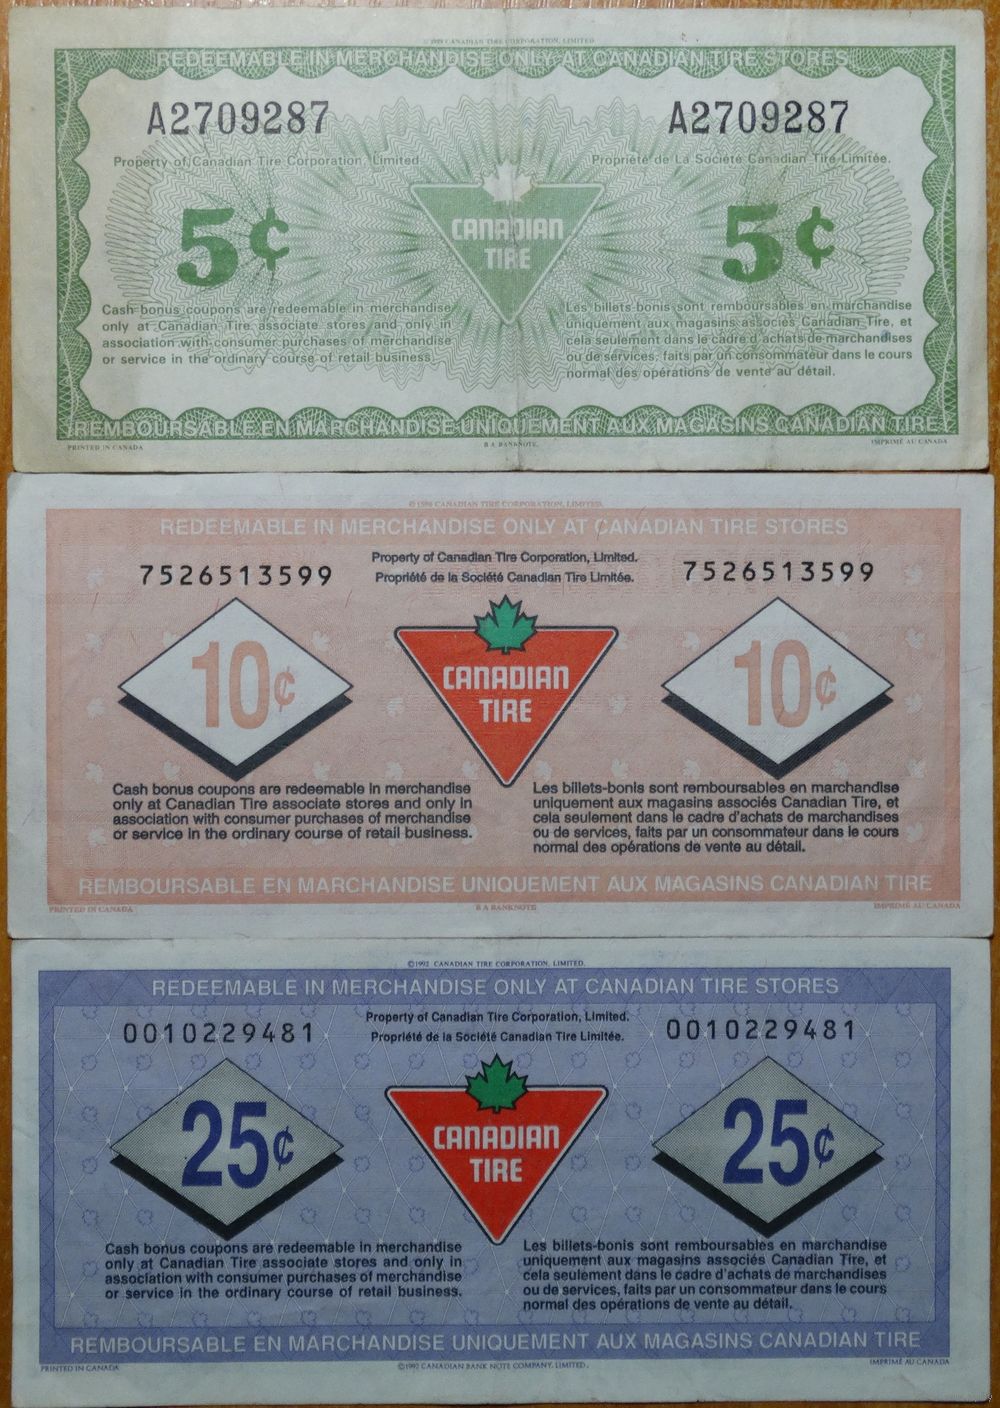 CANADIAN TIRE CORPORATION, LIMITED
REDEEMABLE IN MERCHANDISE ONLY AT CANADIAN TIRE STORES
A2709287 A2709287
Property of Canadian Tire Corporation, Limited
Propriété de La Société Canadian Tire Limitée.
5¢ CANADIAN TIRE 5¢
Cash bonus coupons are redeemable in merchandise
only at Canadian Tire associate stores and only in
association with consumer purchases of merchandise
or service in the ordinary course of retail business.
Les billets-bonis sont remboursables en marchandise
uniquement aux magasins associés Canadian Tire, et
cela seulement dans le cadre d'achats de marchandises
ou de services, faits par un consommateur dans le cours
normal des opérations de vente au détail.
REMBOURSABLE EN MARCHANDISE UNIQUEMENT AUX MAGASINS CANADIAN TIRE
PRINTED IN CANADA B A BANKNOTE IMPRIMÉ AU CANADA
CANADIAN TIRE CORPORATION, LIMITED.
REDEEMABLE IN MERCHANDISE ONLY AT CANADIAN TIRE STORES
Property of Canadian Tire Corporation, Limited.
Propriété de la Société Canadian Tire Limitée.
7526513599 7526513599
10¢ CANADIAN TIRE 10¢
Cash bonus coupons are redeemable in merchandise
only at Canadian Tire associate stores and only in
association with consumer purchases of merchandise
or service in the ordinary course of retail business.
Les billets-bonis sont remboursables en marchandise
uniquement aux magasins associés Canadian Tire, et
cela seulement dans le cadre d'achats de marchandises
ou de services, faits par un consommateur dans le cours
normal des opérations de vente au détail.
REMBOURSABLE EN MARCHANDISE UNIQUEMENT AUX MAGASINS CANADIAN TIRE
PRINTED IN CANADA B A BANKNOTE IMPRIMÉ AU CANADA
©1992 CANADIAN TIRE CORPORATION, LIMITED.
REDEEMABLE IN MERCHANDISE ONLY AT CANADIAN TIRE STORES
Property of Canadian Tire Corporation, Limited.
Propriété de la Société Canadian Tire Limitée.
0010229481 0010229481
25¢ CANADIAN TIRE 25¢
Cash bonus coupons are redeemable in merchandise
only at Canadian Tire associate stores and only in
association with consumer purchases of merchandise
or service in the ordinary course of retail business.
Les billets-bonis sont remboursables en marchandise
uniquement aux magasins associés Canadian Tire, et
cela seulement dans le cadre d'achats de marchandises
ou de services, faits par un consommateur dans le cours
normal des opérations de vente au détail.
REMBOURSABLE EN MARCHANDISE UNIQUEMENT AUX MAGASINS CANADIAN TIRE
PRINTED IN CANADA ©1992 CANADIAN BANK NOTE COMPANY, LIMITED. IMPRIMÉ AU CANADA